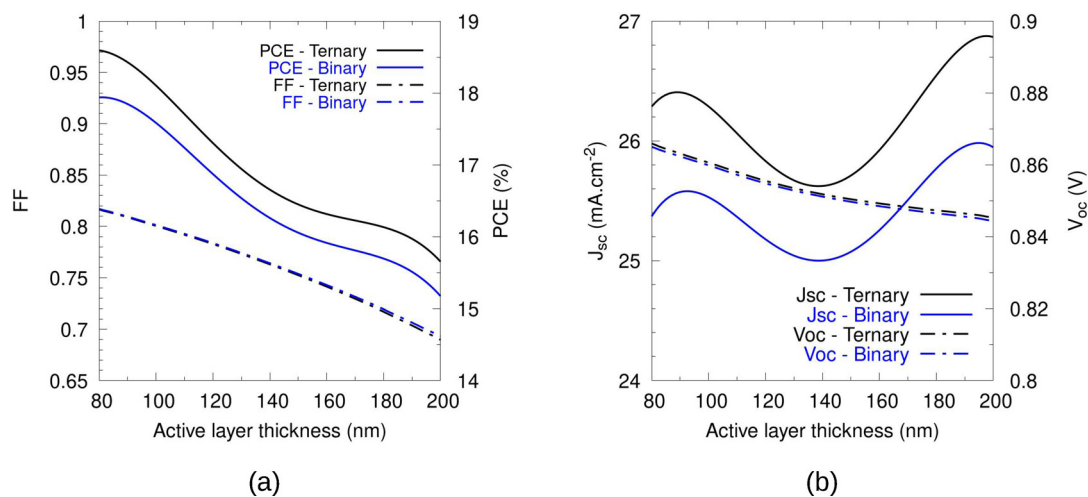 1
0.95
0.9
0.85
0.8
0.75
0.7
0.65
FF
19
18
17
16
15
14
PCE (%)
PCE - Ternary
PCE - Binary
FF - Ternary
FF - Binary
80 100 120 140 160 180 200
Active layer thickness (nm)
(a)
27
26
25
24
Jsc (mA.cm-2)
0.9
0.88
0.86
0.84
0.82
0.8
Voc (V)
Jsc - Ternary
Jsc - Binary
Voc - Ternary
Voc - Binary
80 100 120 140 160 180 200
Active layer thickness (nm)
(b)